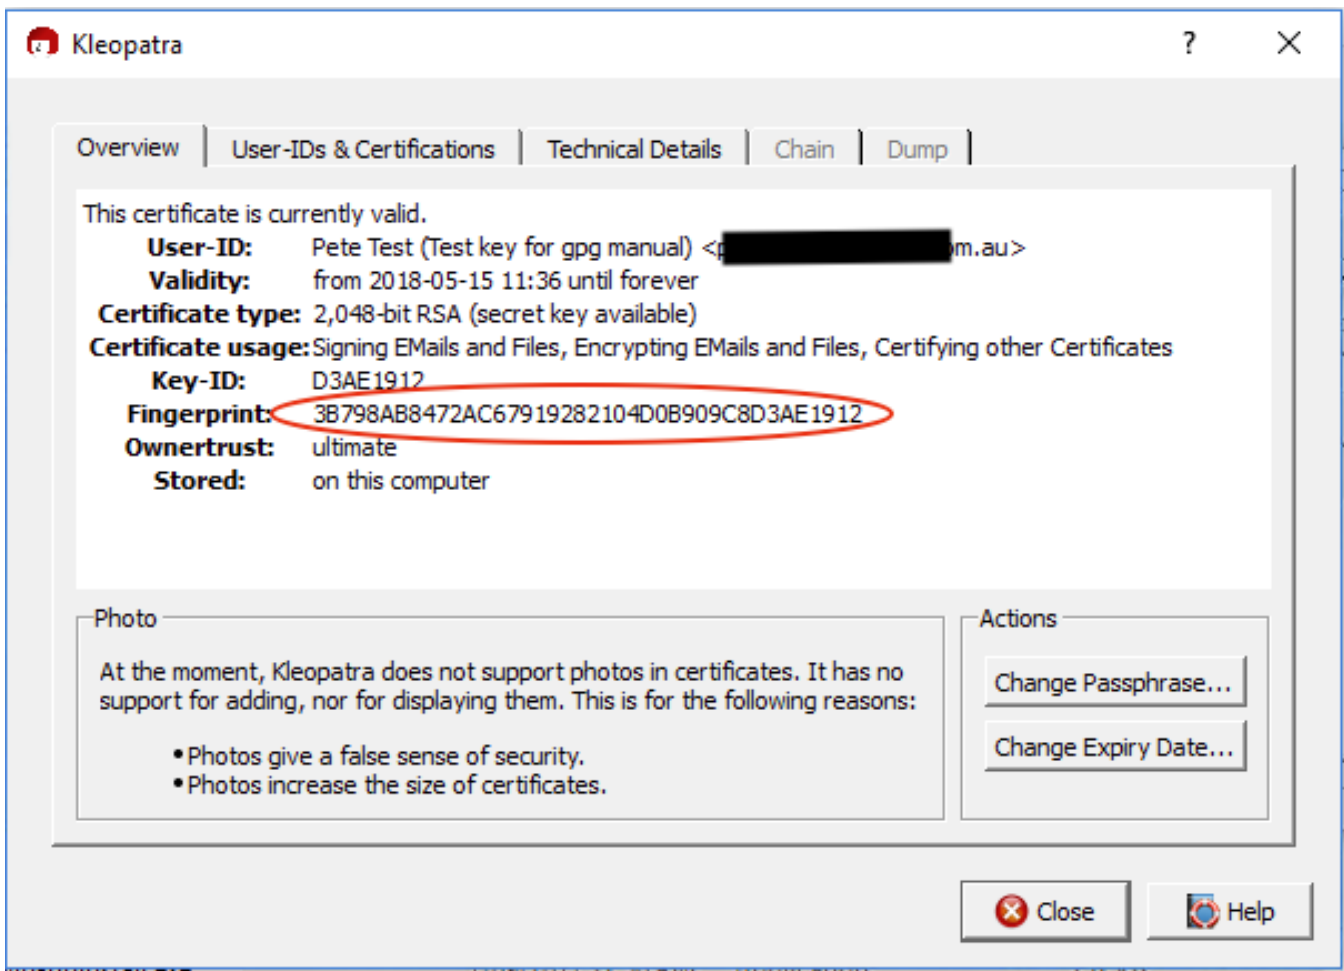 Kleopatra
Overview User-IDs & Certifications Technical Details Chain Dump
This certificate is currently valid.
User-ID: Pete Test (Test key for gpg manual) <p om.au>
Validity: from 2018-05-15 11:36 until forever
Certificate type: 2,048-bit RSA (secret key available)
Certificate usage: Signing EMails and Files, Encrypting EMails and Files, Certifying other Certificates
Key-ID: D3AE1912
Fingerprint: 3B798AB8472AC67919282104D0B909C8D3AE1912
Ownertrust: ultimate
Stored: on this computer
Photo
At the moment, Kleopatra does not support photos in certificates. It has no
support for adding, nor for displaying them. This is for the following reasons:
•Photos give a false sense of security.
•Photos increase the size of certificates.
Actions
Change Passphrase...
Change Expiry Date...
Close Help